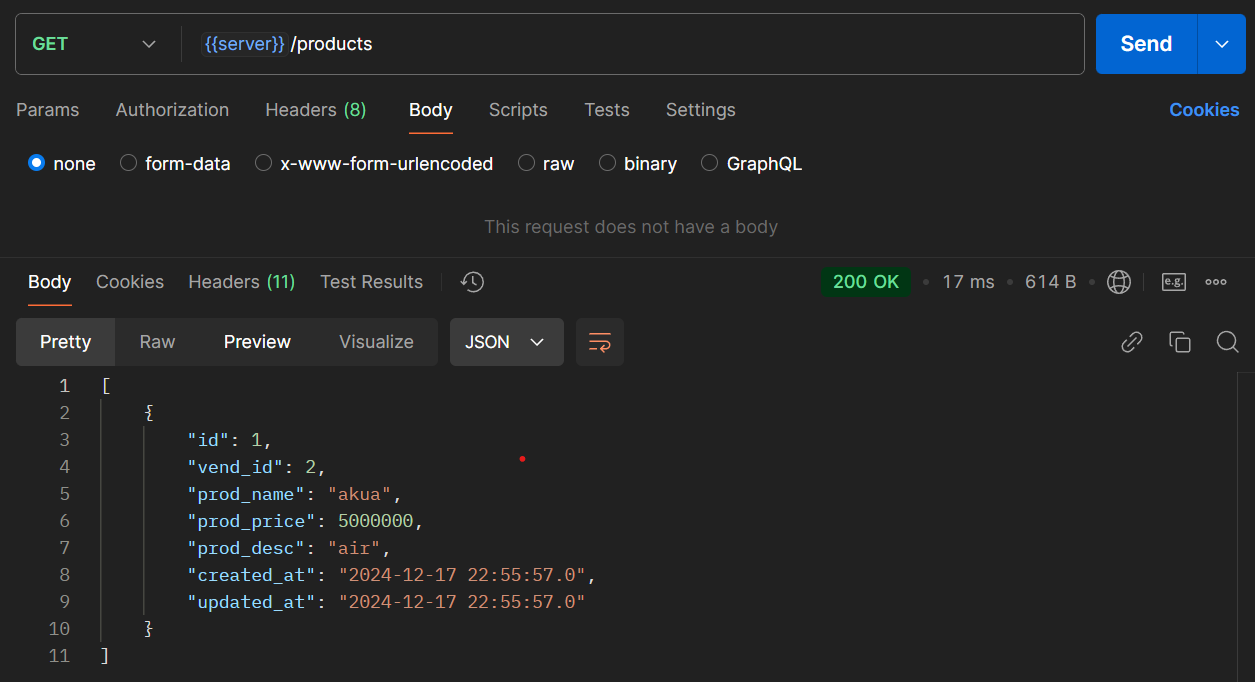 GET {{server}} /products Send
Params Authorization Headers (8) Body Scripts Tests Settings Cookies
none form-data x-www-form-urlencoded raw binary GraphQL
This request does not have a body
Body Cookies Headers (11) Test Results 200 OK 17 ms 614 B e.g.
Pretty Raw Preview Visualize JSON
1 [
2 {
3 "id": 1,
4 "vend_id": 2,
5 "prod_name": "akua",
6 "prod_price": 5000000,
7 "prod_desc": "air",
8 "created_at": "2024-12-17 22:55:57.0",
9 "updated_at": "2024-12-17 22:55:57.0"
10 }
11 ]